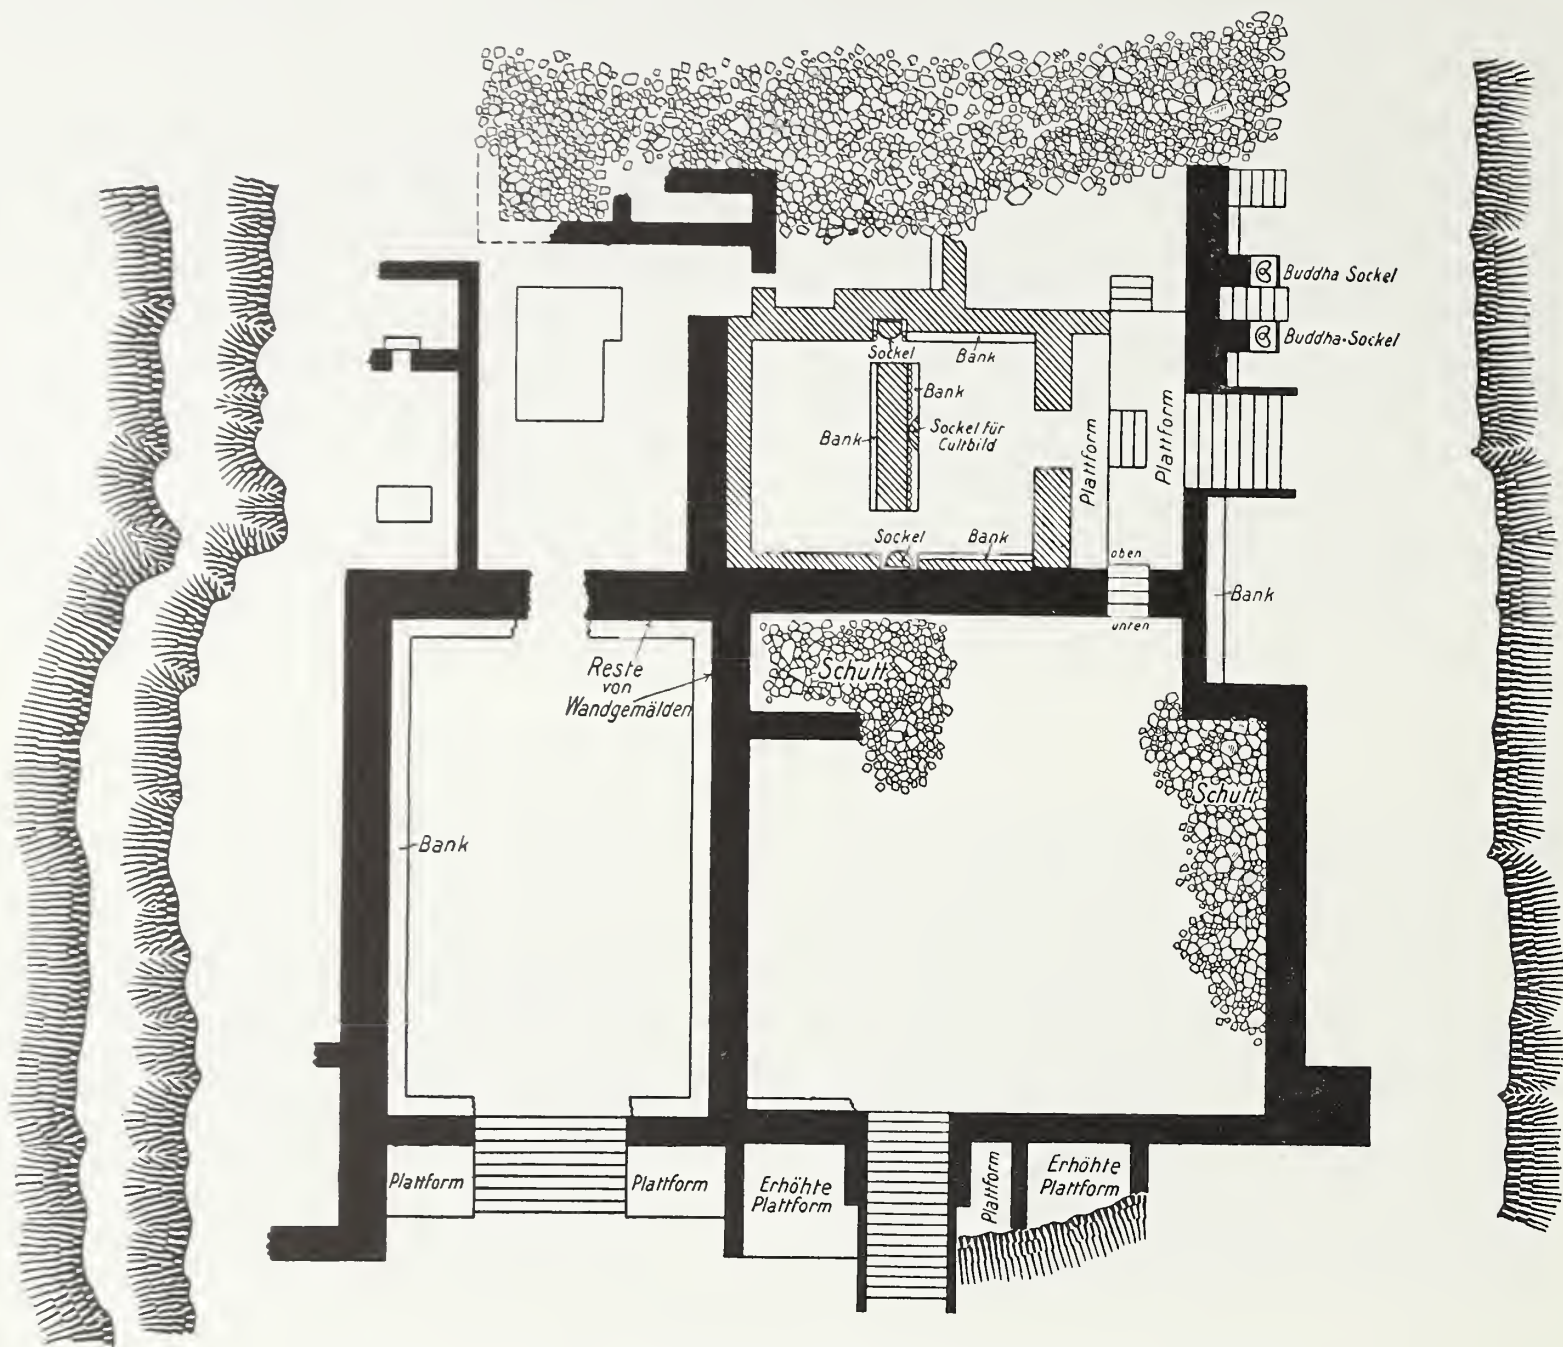 Buddha Sockel
Buddha-Sockel
Sockel
Bank
Bank
Bank
Sockel für
Cultbild
Plattform
Plattform
Sockel
Bank
oben
unten
Bank
Reste
von
Wandgemälden
Schutt
Schutt
Bank
Plattform
Plattform
Erhöhte
Plattform
Plattform
Erhöhte
Plattform